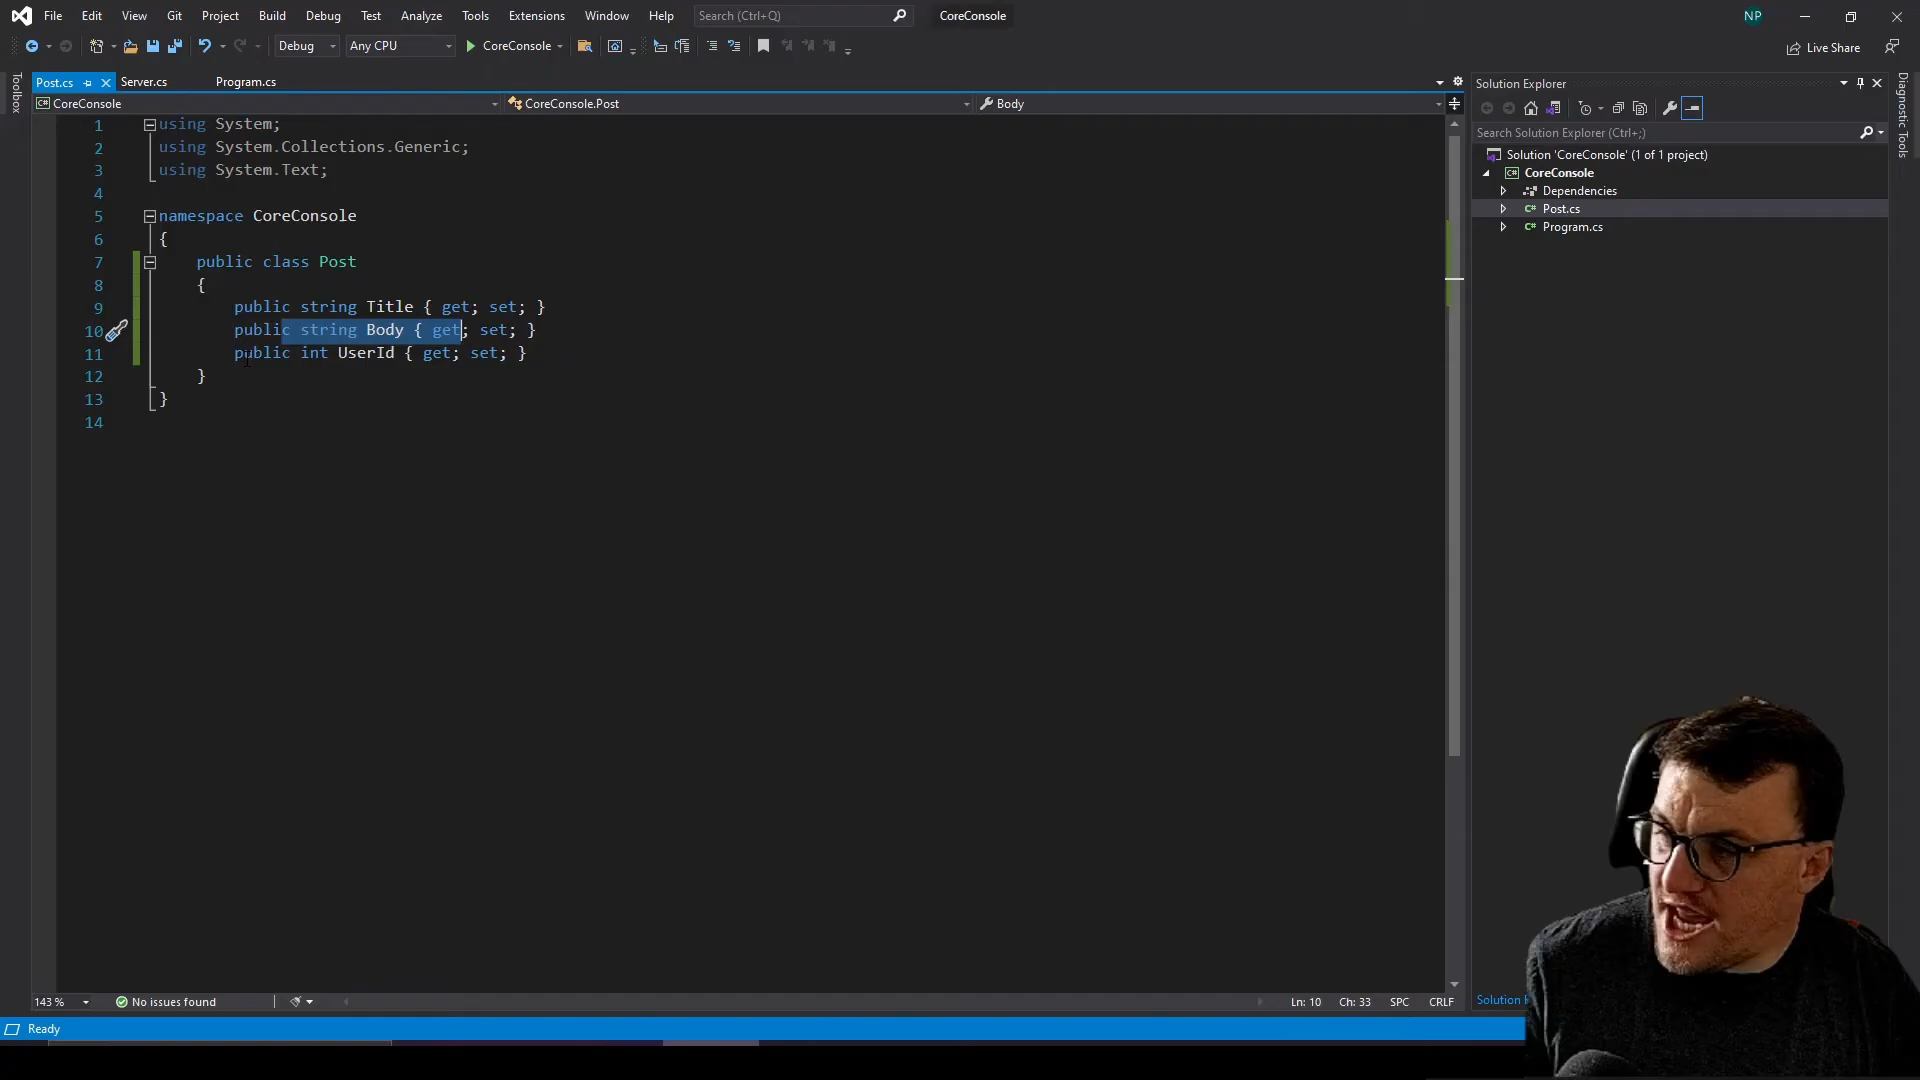 File Edit View Git Project Build Debug Test Analyze Tools Extensions Window Help Search (Ctrl+Q) CoreConsole NP
Debug Any CPU CoreConsole Live Share
Toolbox
Post.cs Server.cs Program.cs
CoreConsole CoreConsole.Post Body
1 using System;
2 using System.Collections.Generic;
3 using System.Text;
4
5 namespace CoreConsole
6 {
7 public class Post
8 {
9 public string Title { get; set; }
10 public string Body { get; set; }
11 public int UserId { get; set; }
12 }
13 }
14
143 % No issues found Ln: 10 Ch: 33 SPC CRLF
Ready
Solution Explorer
Search Solution Explorer (Ctrl+;)
Solution 'CoreConsole' (1 of 1 project)
C# CoreConsole
Dependencies
C# Post.cs
C# Program.cs
Solution
Diagnostic Tools